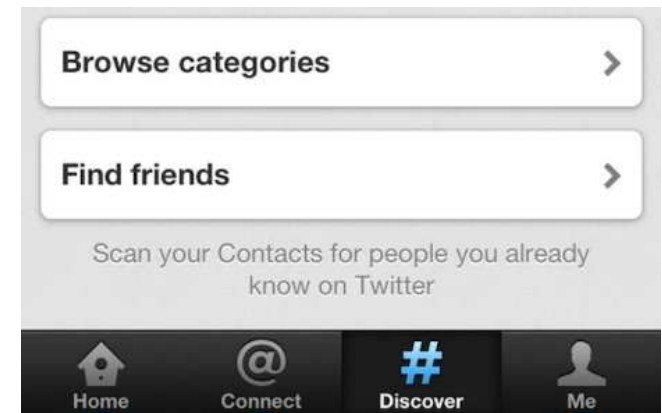 Browse categories
Find friends
Scan your Contacts for people you already
know on Twitter
@ #
Home Connect Discover Me